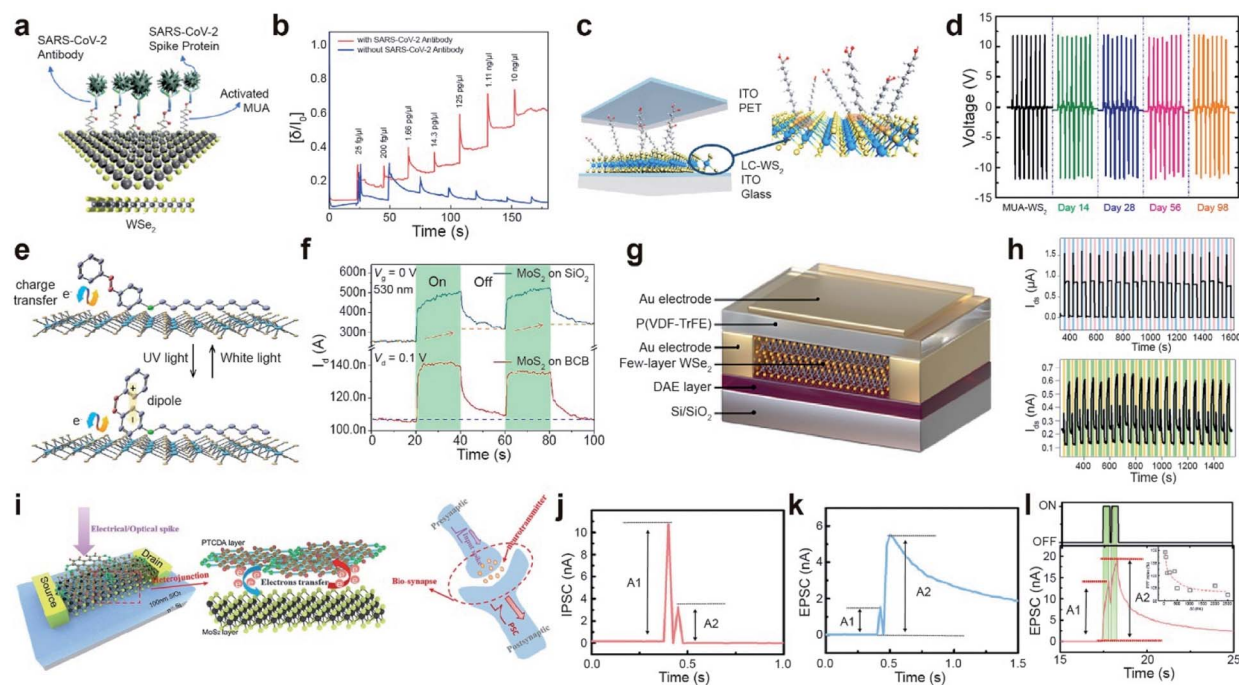 a
SARS-CoV-2
Antibody
SARS-CoV-2
Spike Protein
Activated
MUA
WSe2
b
with SARS-CoV-2 Antibody
without SARS-CoV-2 Antibody
[δ/I0]
1.0
0.8
0.6
0.4
0.2
25 fg/μl
200 fg/μl
1.66 pg/μl
14.3 pg/μl
125 pg/μl
1.11 ng/μl
10 ng/μl
0 50 100 150
Time (s)
c
ITO
PET
LC-WS2
ITO
Glass
d
Voltage (V)
15
10
5
0
-5
-10
-15
MUA-WS2 Day 14 Day 28 Day 56 Day 98
e
charge
transfer
e-
UV light
White light
dipole
+
-
e-
f
Id (A)
600n
500n
400n
300n
140.0n
120.0n
100.0n
Vg = 0 V
530 nm
On
Off
MoS2 on SiO2
Vd = 0.1 V
MoS2 on BCB
0 20 40 60 80 100
Time (s)
g
Au electrode
P(VDF-TrFE)
Au electrode
Few-layer WSe2
DAE layer
Si/SiO2
h
Ids (μA)
1.5
1.0
0.5
0.0
400 600 800 1000 1200 1400 1600
Time (s)
Ids (nA)
0.7
0.6
0.5
0.4
0.3
0.2
0.1
400 600 800 1000 1200 1400
Time (s)
i
Electrical/Optical spike
Source
Drain
100nm SiO2
Heterojunction
PTCDA layer
Electrons transfer
MoS2 layer
Bio-synapse
Presynaptic
Neurotransmitter
PSC
Postsynaptic
j
IPSC (nA)
10
8
6
4
2
0
A1
A2
0.0 0.5 1.0
Time (s)
k
EPSC (nA)
6
4
2
0
A1
A2
0.0 0.5 1.0 1.5
Time (s)
l
ON
OFF
EPSC (nA)
20
15
10
5
0
A1
A2
15 20 25
Time (s)